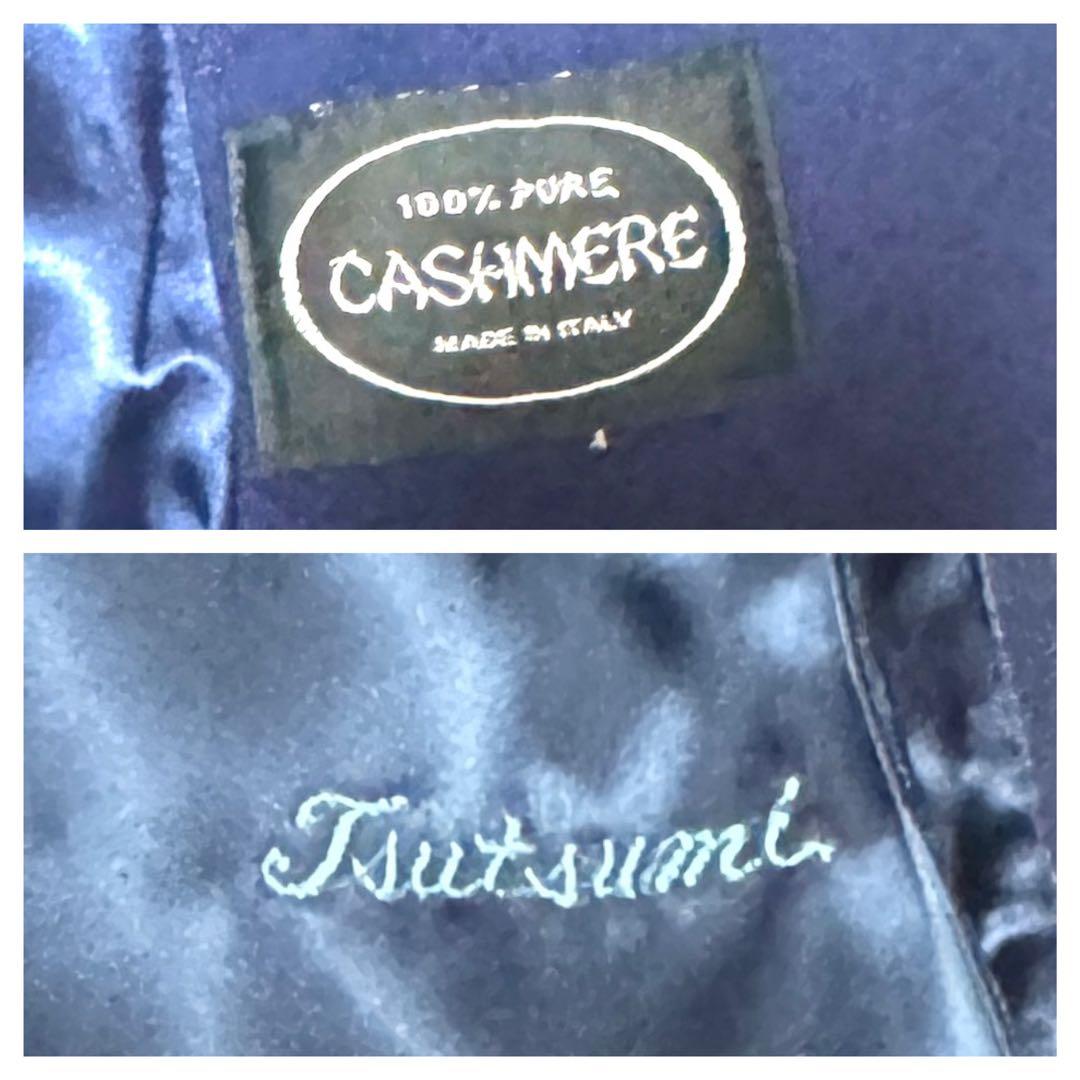 100% PURE
CASHMERE
MADE IN ITALY
Tsutsumi